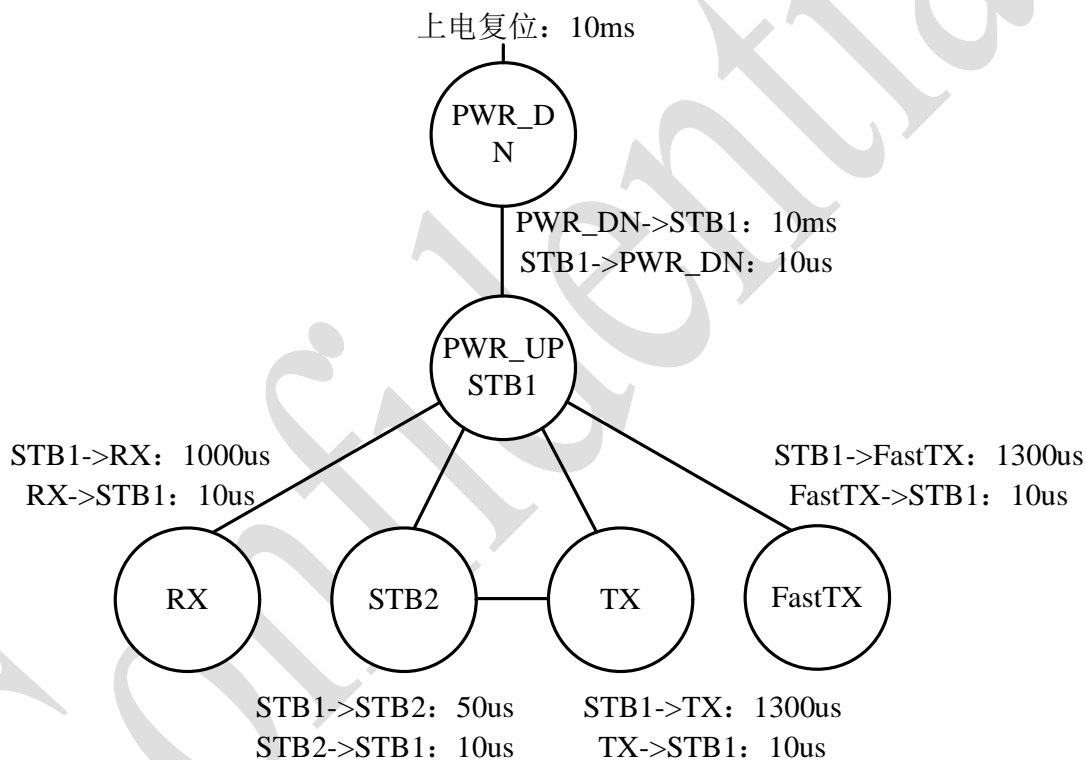 上电复位：10ms
PWR_D
N
PWR_DN->STB1：10ms
STB1->PWR_DN：10us
PWR_UP
STB1
STB1->RX：1000us
RX->STB1：10us
STB1->FastTX：1300us
FastTX->STB1：10us
RX
STB2
TX
FastTX
STB1->STB2：50us
STB2->STB1：10us
STB1->TX：1300us
TX->STB1：10us
onfidentia